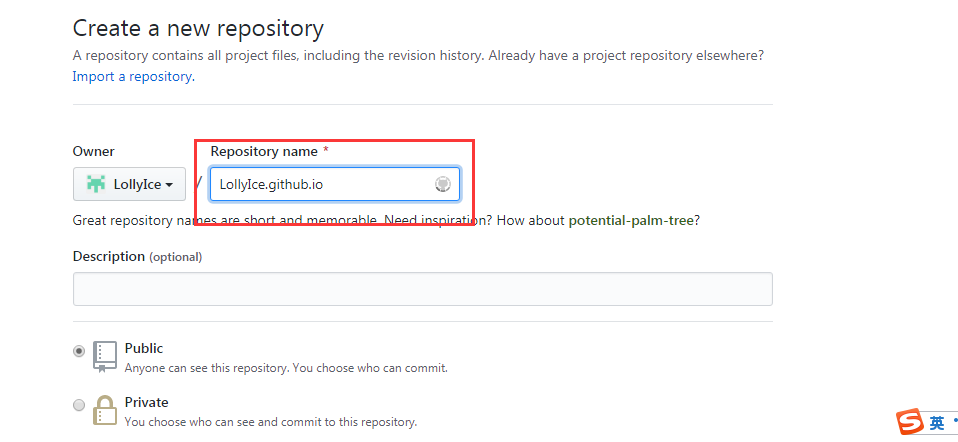 Create a new repository
A repository contains all project files, including the revision history. Already have a project repository elsewhere?
Import a repository.
Owner
Repository name *
LollyIce
/
LollyIce.github.io
Great repository names are short and memorable. Need inspiration? How about potential-palm-tree?
Description (optional)
Public
Anyone can see this repository. You choose who can commit.
Private
You choose who can see and commit to this repository.
S 英